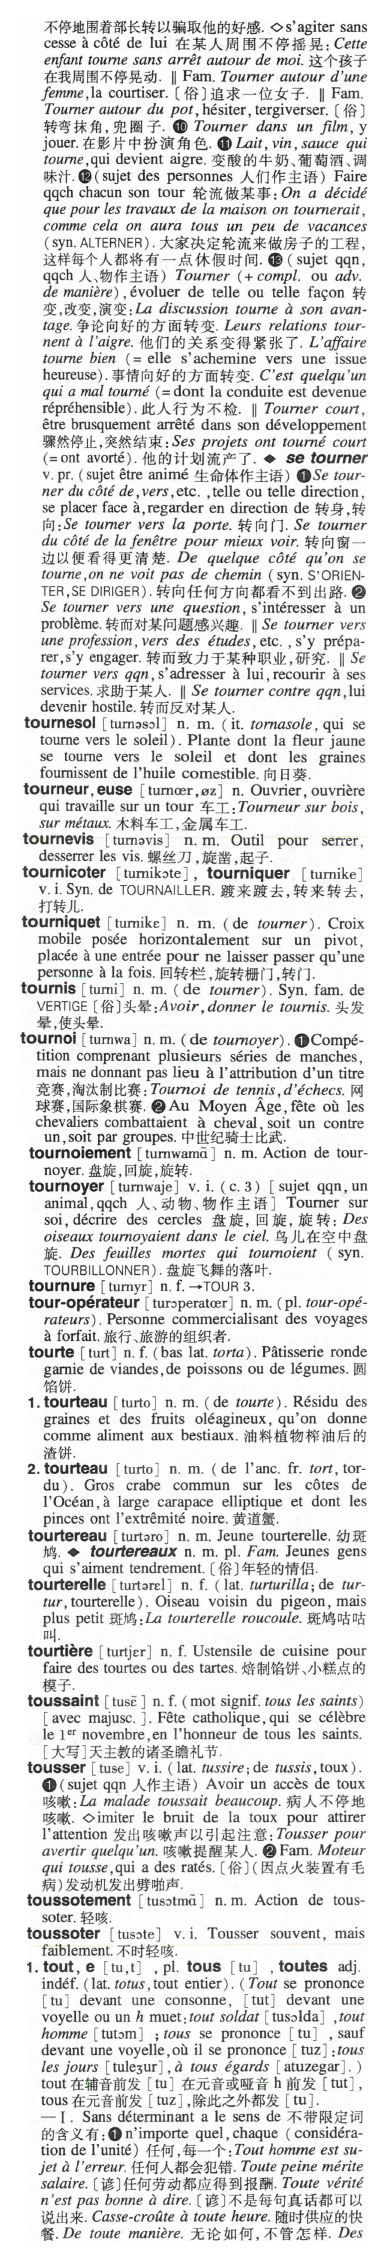 不停地围着部长转以骗取他的好感. ◇s'agiter sans
cesse à côté de lui 在某人周围不停摇晃: Cette
enfant tourne sans arrêt autour de moi. 这个孩子
在我周围不停晃动. ‖ Fam. Tourner autour d'une
femme, la courtiser. [俗] 追求一位女子. ‖ Fam.
Tourner autour du pot, hésiter, tergiverser. [俗]
转弯抹角, 兜圈子. ❿ Tourner dans un film, y
jouer. 在影片中扮演角色. ⓫ Lait, vin, sauce qui
tourne, qui devient aigre. 变酸的牛奶、葡萄酒、调
味汁. ⓬ (sujet des personnes 人们作主语) Faire
qqch chacun son tour 轮流做某事: On a décidé
que pour les travaux de la maison on tournerait,
comme cela on aura tous un peu de vacances
(syn. ALTERNER). 大家决定轮流来做房子的工程,
这样每个人都将有一点休假时间. ⓭ (sujet qqn,
qqch 人、物作主语) Tourner (+ compl. ou adv.
de manière), évoluer de telle ou telle façon 转
变, 改变, 演变: La discussion tourne à son avan-
tage. 争论向好的方面转变. Leurs relations tour-
nent à l'aigre. 他们的关系变得紧张了. L'affaire
tourne bien (= elle s'achemine vers une issue
heureuse). 事情向好的方面转变. C'est quelqu'un
qui a mal tourné (= dont la conduite est devenue
répréhensible). 此人行为不检. ‖ Tourner court,
être brusquement arrêté dans son développement
骤然停止, 突然结束: Ses projets ont tourné court
(= ont avorté). 他的计划流产了. ◆ se tourner
v. pr. (sujet être animé 生命体作主语) ❶ Se tour-
ner du côté de, vers, etc., telle ou telle direction,
se placer face à, regarder en direction de 转身, 转
向: Se tourner vers la porte. 转向门. Se tourner
du côté de la fenêtre pour mieux voir. 转向窗一
边以便看得更清楚. De quelque côté qu'on se
tourne, on ne voit pas de chemin (syn. S'ORIEN-
TER, SE DIRIGER). 转向任何方向都看不到出路. ❷
Se tourner vers une question, s'intéresser à un
problème. 转而对某问题感兴趣. ‖ Se tourner vers
une profession, vers des études, etc., s'y prépa-
rer, s'y engager. 转而致力于某种职业, 研究. ‖ Se
tourner vers qqn, s'adresser à lui, recourir à ses
services. 求助于某人. ‖ Se tourner contre qqn, lui
devenir hostile. 转而反对某人.
tournesol [turnəsɔl] n. m. (it. tornasole, qui se
tourne vers le soleil). Plante dont la fleur jaune
se tourne vers le soleil et dont les graines
fournissent de l'huile comestible. 向日葵.
tourneur, euse [turnœr, øz] n. Ouvrier, ouvrière
qui travaille sur un tour 车工: Tourneur sur bois,
sur métaux. 木料车工, 金属车工.
tournevis [turnəvis] n. m. Outil pour serrer,
desserrer les vis. 螺丝刀, 旋凿, 起子.
tournicoter [turnikɔte], tourniquer [turnike]
v. i. Syn. de TOURNAILLER. 踱来踱去, 转来转去,
打转儿.
tourniquet [turnikɛ] n. m. (de tourner). Croix
mobile posée horizontalement sur un pivot,
placée à une entrée pour ne laisser passer qu'une
personne à la fois. 回转栏, 旋转栅门, 转门.
tournis [turni] n. m. (de tourner). Syn. fam. de
VERTIGE [俗] 头晕: Avoir, donner le tournis. 头发
晕, 使头晕.
tournoi [turnwa] n. m. (de tournoyer). ❶ Compé-
tition comprenant plusieurs séries de manches,
mais ne donnant pas lieu à l'attribution d'un titre
竞赛, 淘汰制比赛: Tournoi de tennis, d'échecs. 网
球赛, 国际象棋赛. ❷ Au Moyen Âge, fête où les
chevaliers combattaient à cheval, soit un contre
un, soit par groupes. 中世纪骑士比武.
tournoiement [turnwamɑ̃] n. m. Action de tour-
noyer. 盘旋, 回旋, 旋转.
tournoyer [turnwaje] v. i. (c. 3) [sujet qqn, un
animal, qqch 人、动物、物作主语] Tourner sur
soi, décrire des cercles 盘旋, 回旋, 旋转: Des
oiseaux tournoyaient dans le ciel. 鸟儿在空中盘
旋. Des feuilles mortes qui tournoient (syn.
TOURBILLONNER). 盘旋飞舞的落叶.
tournure [turnyr] n. f. →TOUR 3.
tour-opérateur [turɔperatœr] n. m. (pl. tour-opé-
rateurs). Personne commercialisant des voyages
à forfait. 旅行、旅游的组织者.
tourte [turt] n. f. (bas lat. torta). Pâtisserie ronde
garnie de viandes, de poissons ou de légumes. 圆
馅饼.
1. tourteau [turto] n. m. (de tourte). Résidu des
graines et des fruits oléagineux, qu'on donne
comme aliment aux bestiaux. 油料植物榨油后的
渣饼.
2. tourteau [turto] n. m. (de l'anc. fr. tort, tor-
du). Gros crabe commun sur les côtes de
l'Océan, à large carapace elliptique et dont les
pinces ont l'extrêmité noire. 黄道蟹.
tourtereau [turtəro] n. m. Jeune tourterelle. 幼斑
鸠. ◆ tourtereaux n. m. pl. Fam. Jeunes gens
qui s'aiment tendrement. [俗] 年轻的情侣.
tourterelle [turtərɛl] n. f. (lat. turturilla; de tur-
tur, tourterelle). Oiseau voisin du pigeon, mais
plus petit 斑鸠: La tourterelle roucoule. 斑鸠咕咕
叫.
tourtière [turtjɛr] n. f. Ustensile de cuisine pour
faire des tourtes ou des tartes. 焙制馅饼、小糕点的
模子.
toussaint [tusɛ̃] n. f. (mot signif. tous les saints)
[avec majusc.]. Fête catholique, qui se célèbre
le 1er novembre, en l'honneur de tous les saints.
[大写] 天主教的诸圣瞻礼节.
tousser [tuse] v. i. (lat. tussire; de tussis, toux).
❶ (sujet qqn 人作主语) Avoir un accès de toux
咳嗽: La malade toussait beaucoup. 病人不停地
咳嗽. ◇imiter le bruit de la toux pour attirer
l'attention 发出咳嗽声以引起注意: Tousser pour
avertir quelqu'un. 咳嗽提醒某人. ❷ Fam. Moteur
qui tousse, qui a des ratés. [俗] (因点火装置有毛
病) 发动机发出劈啪声.
toussotement [tusɔtmɑ̃] n. m. Action de tous-
soter. 轻咳.
toussoter [tusɔte] v. i. Tousser souvent, mais
faiblement. 不时轻咳.
1. tout, e [tu, t], pl. tous [tu], toutes adj.
indéf. (lat. totus, tout entier). (Tout se prononce
[tu] devant une consonne, [tut] devant une
voyelle ou un h muet: tout soldat [tusɔlda], tout
homme [tutɔm]; tous se prononce [tu], sauf
devant une voyelle, où il se prononce [tuz]: tous
les jours [tuleʒur], à tous égards [atuzegar].)
tout 在辅音前发 [tu] 在元音或哑音 h 前发 [tut],
tous 在元音前发 [tuz], 除此之外都发 [tu].
— I. Sans déterminant a le sens de 不带限定词
的含义有: ❶ n'importe quel, chaque (considéra-
tion de l'unité) 任何, 每一个: Tout homme est su-
jet à l'erreur. 任何人都会犯错. Toute peine mérite
salaire. [谚] 任何劳动都应得到报酬. Toute vérité
n'est pas bonne à dire. [谚] 不是每句真话都可以
说出来. Casse-croûte à toute heure. 随时供应的快
餐. De toute manière. 无论如何, 不管怎样. Des